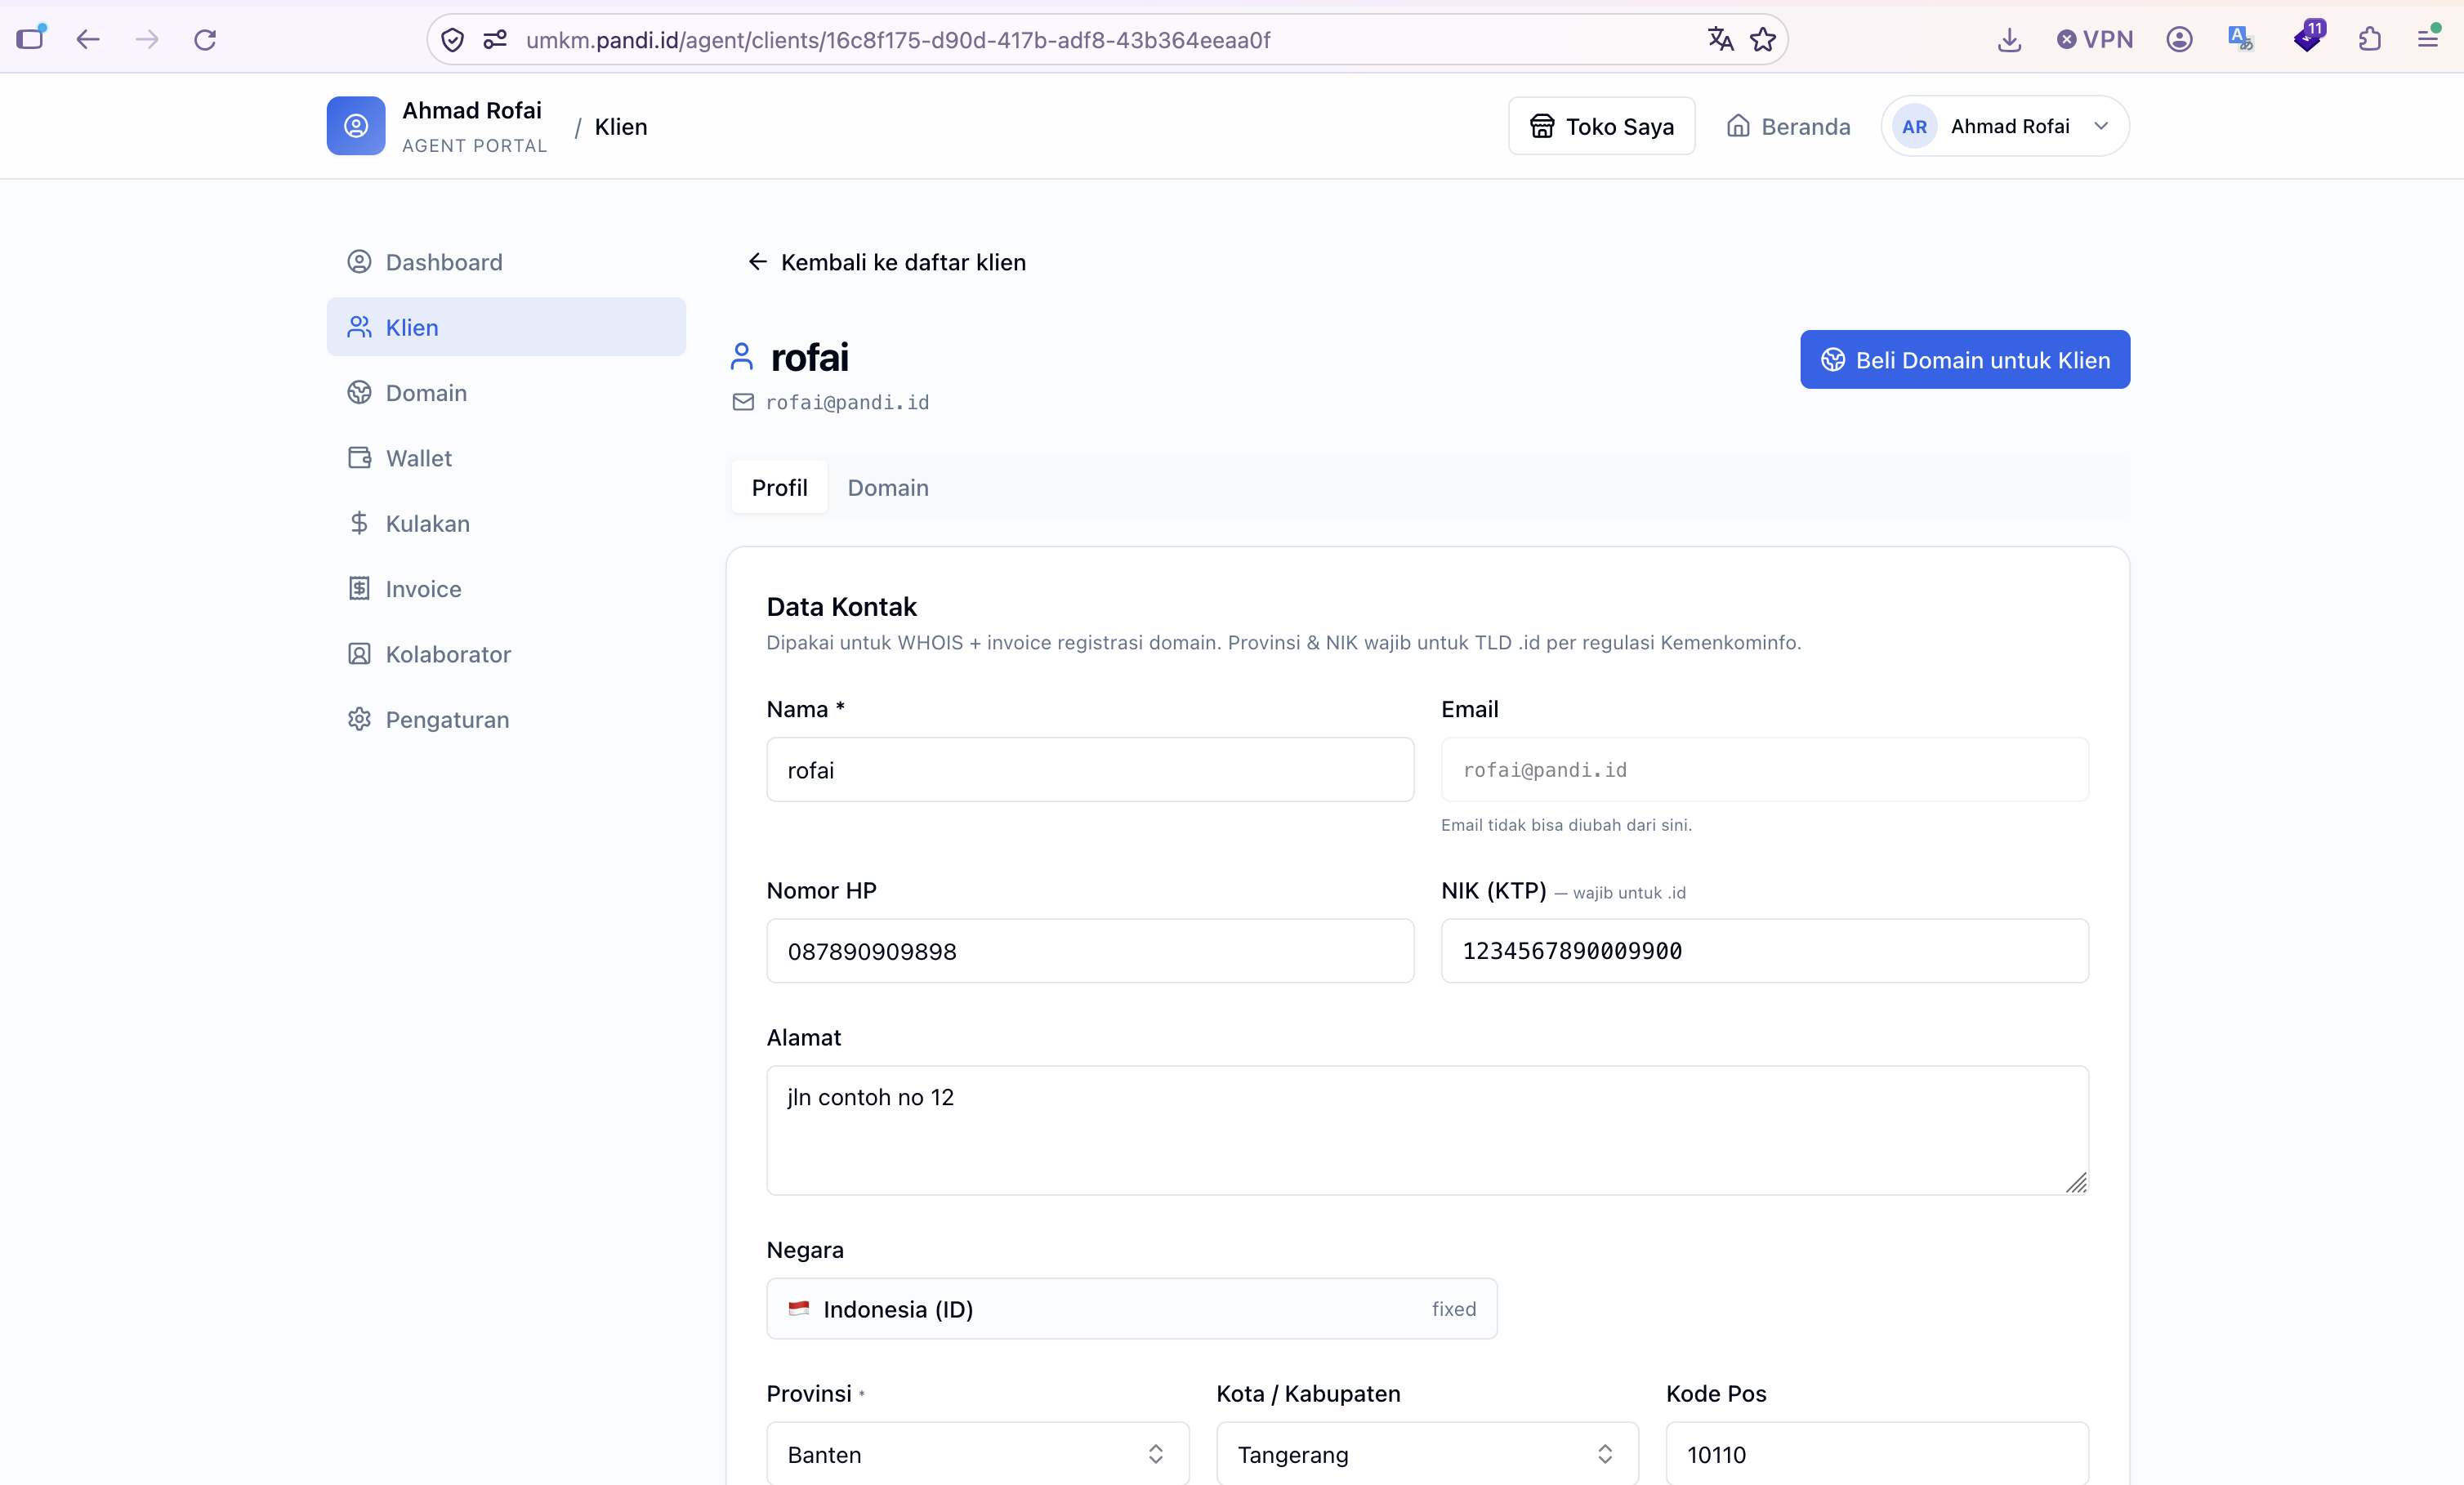 umkm.pandi.id/agent/clients/16c8f175-d90d-417b-adf8-43b364eeaa0f
VPN
11
Ahmad Rofai
AGENT PORTAL
/ Klien
Toko Saya
Beranda
AR Ahmad Rofai
Dashboard
Klien
Domain
Wallet
Kulakan
Invoice
Kolaborator
Pengaturan
Kembali ke daftar klien
rofai
rofai@pandi.id
Beli Domain untuk Klien
Profil Domain
Data Kontak
Dipakai untuk WHOIS + invoice registrasi domain. Provinsi & NIK wajib untuk TLD .id per regulasi Kemenkominfo.
Nama *
rofai
Email
rofai@pandi.id
Email tidak bisa diubah dari sini.
Nomor HP
087890909898
NIK (KTP) — wajib untuk .id
1234567890009900
Alamat
jln contoh no 12
Negara
Indonesia (ID) fixed
Provinsi *
Banten
Kota / Kabupaten
Tangerang
Kode Pos
10110